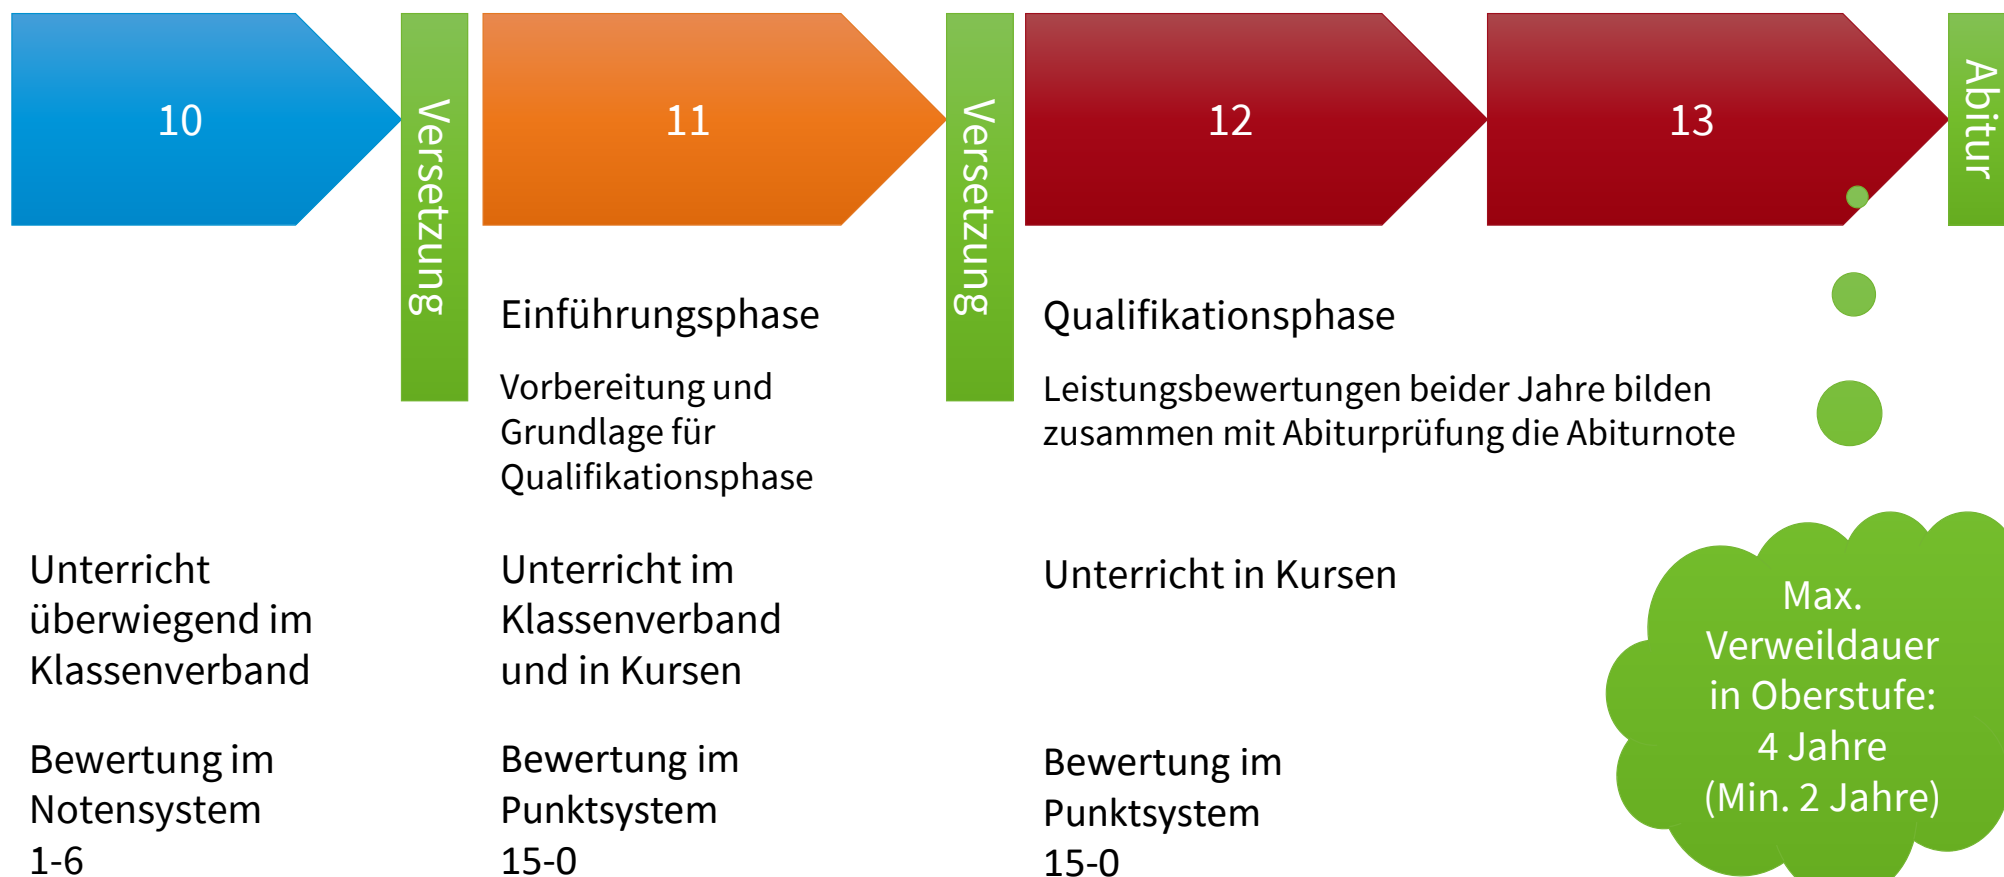 10
Versetzung
11
Versetzung
12
13
Abitur
Einführungsphase
Vorbereitung und
Grundlage für
Qualifikationsphase
Qualifikationsphase
Leistungsbewertungen beider Jahre bilden
zusammen mit Abiturprüfung die Abiturnote
Unterricht
überwiegend im
Klassenverband
Unterricht im
Klassenverband
und in Kursen
Unterricht in Kursen
Bewertung im
Notensystem
1-6
Bewertung im
Punktsystem
15-0
Bewertung im
Punktsystem
15-0
Max.
Verweildauer
in Oberstufe:
4 Jahre
(Min. 2 Jahre)